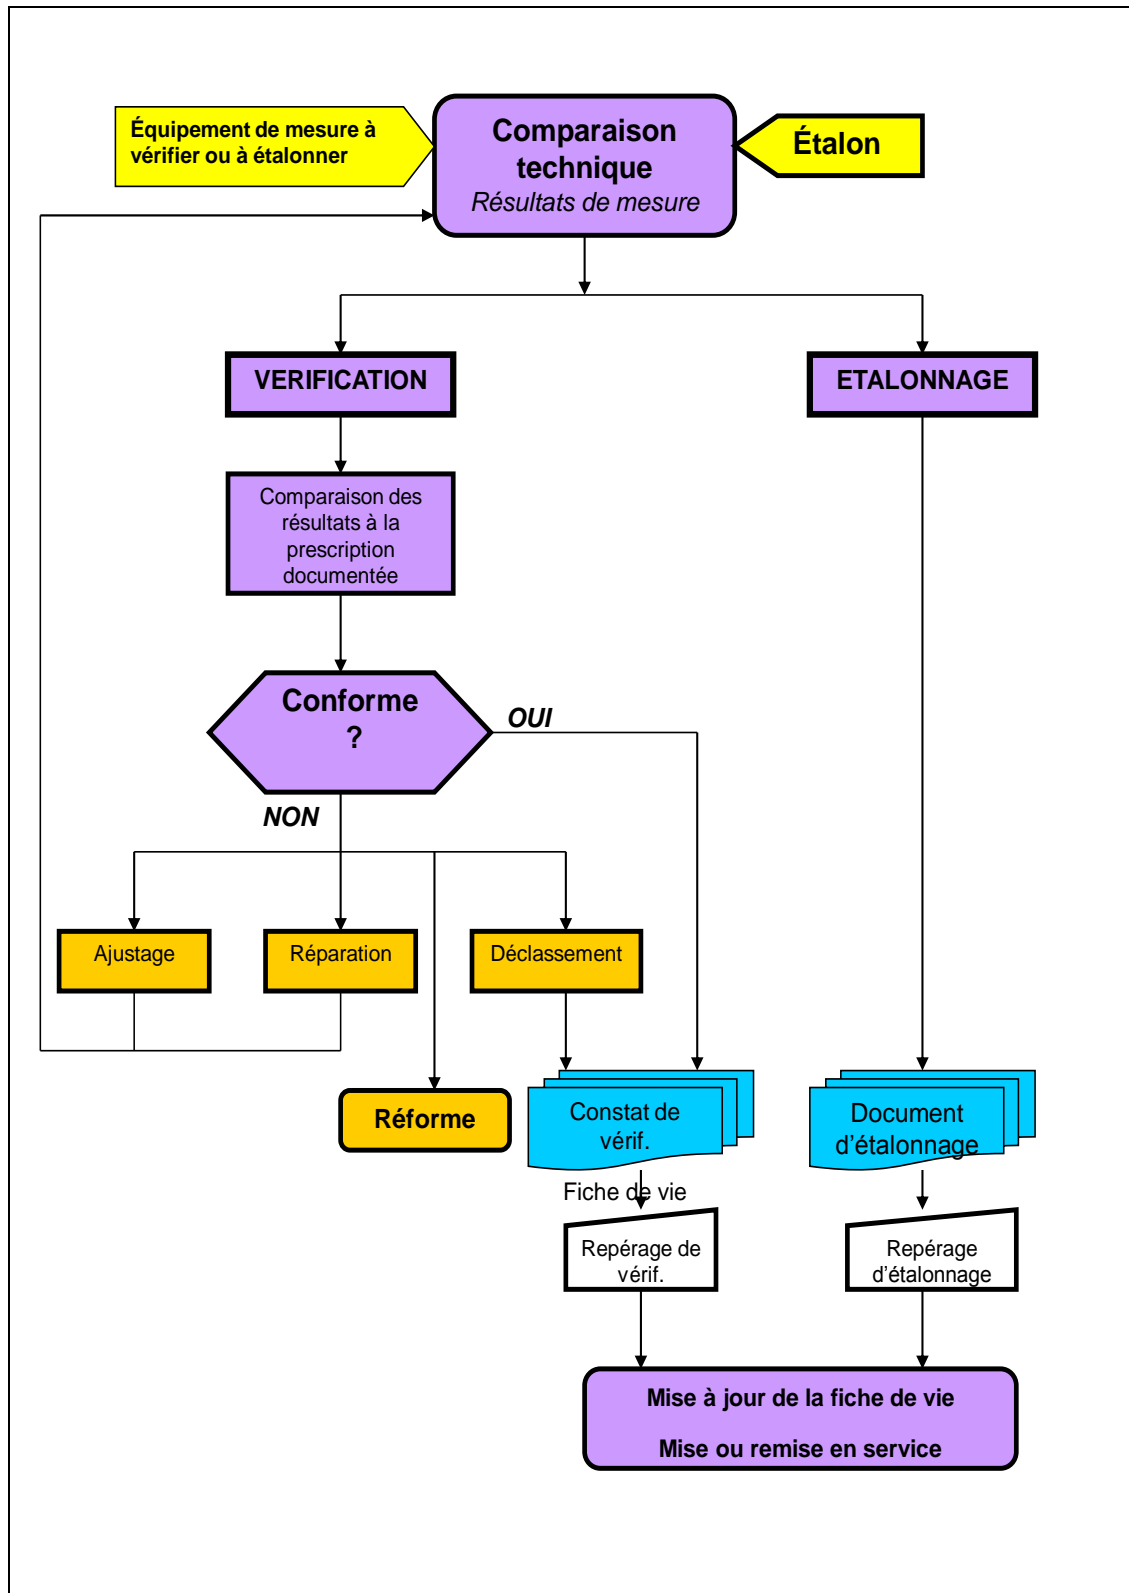 Équipement de mesure à
vérifier ou à étalonner
Comparaison
technique
Résultats de mesure
Étalon
VERIFICATION
ETALONNAGE
Comparaison des
résultats à la
prescription
documentée
Conforme
?
OUI
NON
Ajustage
Réparation
Déclassement
Réforme
Constat de
vérif.
Document
d'étalonnage
Fiche de vie
Repérage de
vérif.
Repérage
d'étalonnage
Mise à jour de la fiche de vie
Mise ou remise en service